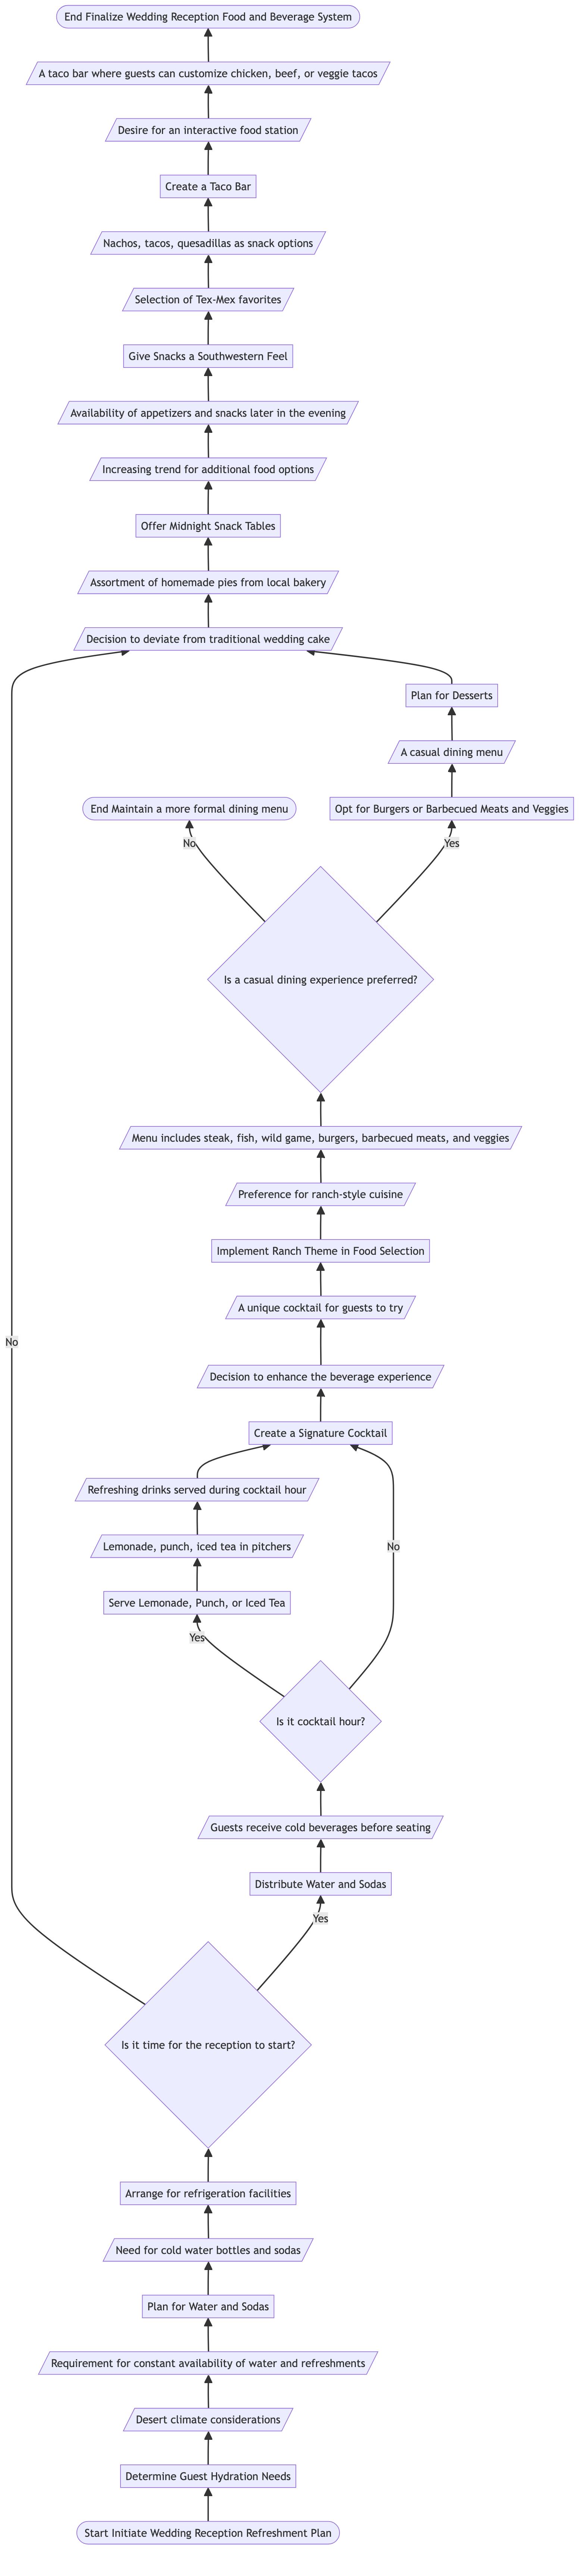 End Finalize Wedding Reception Food and Beverage System
A taco bar where guests can customize chicken, beef, or veggie tacos
Desire for an interactive food station
Create a Taco Bar
Nachos, tacos, quesadillas as snack options
Selection of Tex-Mex favorites
Give Snacks a Southwestern Feel
Availability of appetizers and snacks later in the evening
Increasing trend for additional food options
Offer Midnight Snack Tables
Assortment of homemade pies from local bakery
Decision to deviate from traditional wedding cake
Plan for Desserts
A casual dining menu
End Maintain a more formal dining menu
Opt for Burgers or Barbecued Meats and Veggies
No
Yes
Is a casual dining experience preferred?
Menu includes steak, fish, wild game, burgers, barbecued meats, and veggies
Preference for ranch-style cuisine
Implement Ranch Theme in Food Selection
A unique cocktail for guests to try
No
Decision to enhance the beverage experience
Create a Signature Cocktail
Refreshing drinks served during cocktail hour
Lemonade, punch, iced tea in pitchers
No
Serve Lemonade, Punch, or Iced Tea
Yes
Is it cocktail hour?
Guests receive cold beverages before seating
Distribute Water and Sodas
Yes
Is it time for the reception to start?
Arrange for refrigeration facilities
Need for cold water bottles and sodas
Plan for Water and Sodas
Requirement for constant availability of water and refreshments
Desert climate considerations
Determine Guest Hydration Needs
Start Initiate Wedding Reception Refreshment Plan